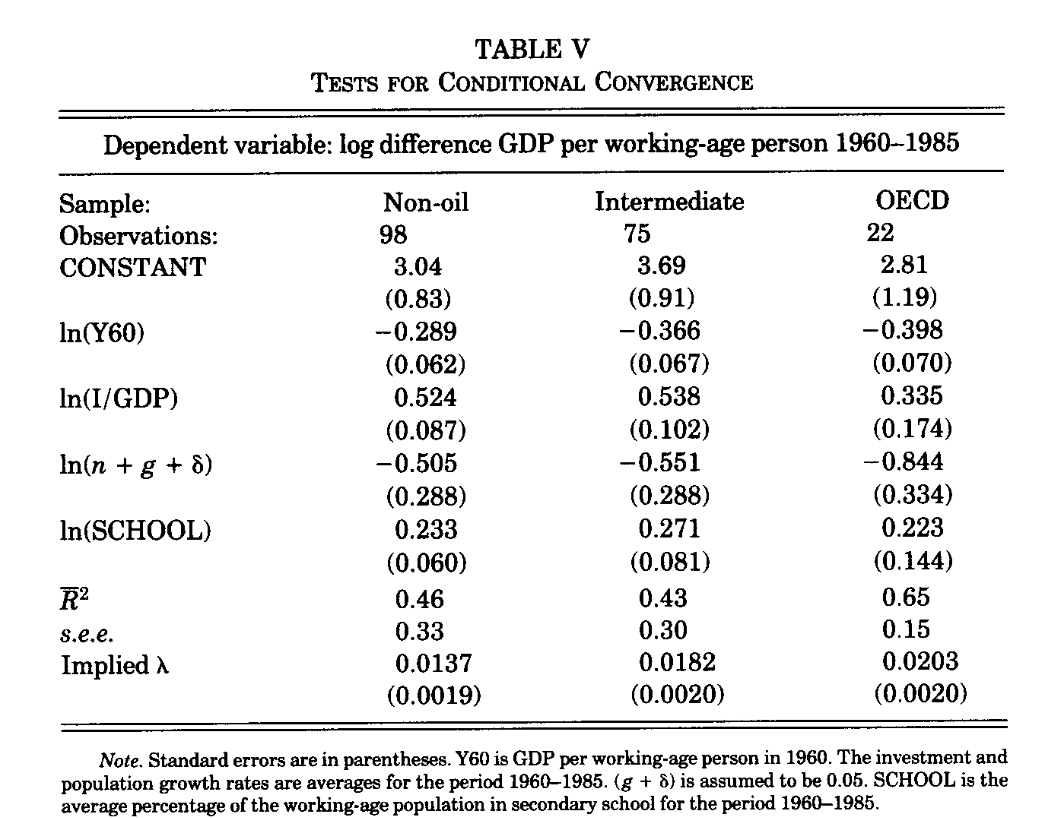 TABLE V
TESTS FOR CONDITIONAL CONVERGENCE
Dependent variable: log difference GDP per working-age person 1960–1985
Sample: Non-oil Intermediate OECD
Observations: 98 75 22
CONSTANT 3.04 3.69 2.81
(0.83) (0.91) (1.19)
ln(Y60) −0.289 −0.366 −0.398
(0.062) (0.067) (0.070)
ln(I/GDP) 0.524 0.538 0.335
(0.087) (0.102) (0.174)
ln(n + g + δ) −0.505 −0.551 −0.844
(0.288) (0.288) (0.334)
ln(SCHOOL) 0.233 0.271 0.223
(0.060) (0.081) (0.144)
R̅² 0.46 0.43 0.65
s.e.e. 0.33 0.30 0.15
Implied λ 0.0137 0.0182 0.0203
(0.0019) (0.0020) (0.0020)
Note. Standard errors are in parentheses. Y60 is GDP per working-age person in 1960. The investment and
population growth rates are averages for the period 1960–1985. (g + δ) is assumed to be 0.05. SCHOOL is the
average percentage of the working-age population in secondary school for the period 1960–1985.